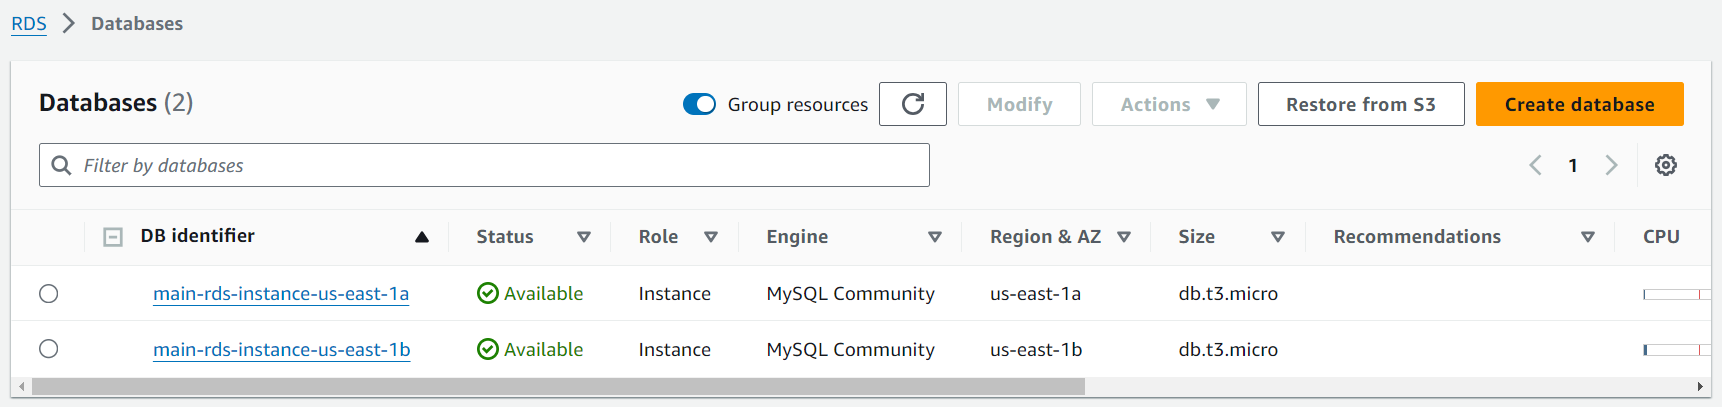 RDS > Databases
Databases (2)
Group resources
Modify
Actions
Restore from S3
Create database
Filter by databases
1
DB identifier Status Role Engine Region & AZ Size Recommendations CPU
main-rds-instance-us-east-1a Available Instance MySQL Community us-east-1a db.t3.micro
main-rds-instance-us-east-1b Available Instance MySQL Community us-east-1b db.t3.micro